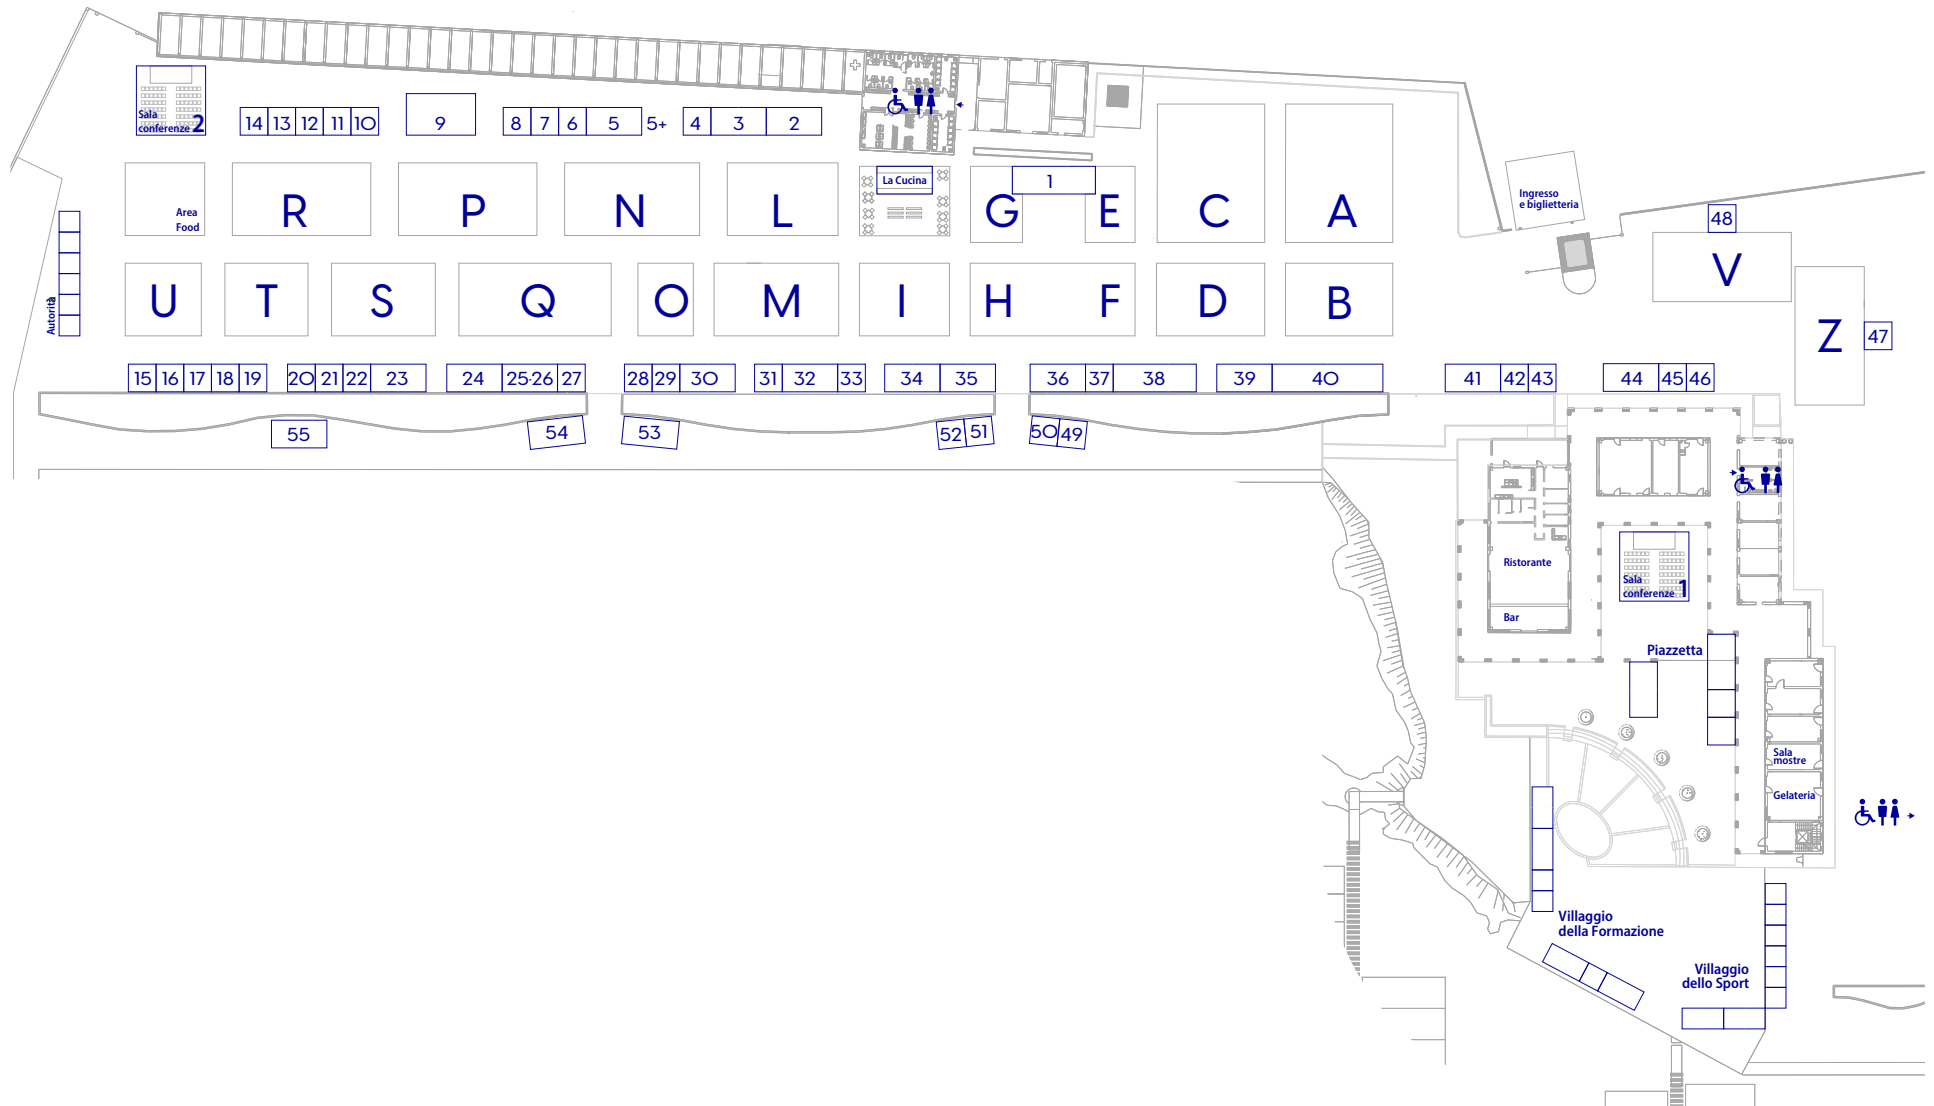 Sala
conferenze 2
14 13 12 11 10
9
8 7 6 5 5+
4 3 2
La Cucina
1
Area
Food
R P N L G E C A
Ingresso
e biglietteria
48
V
Autorità
U T S Q O M I H F D B
Z
47
15 16 17 18 19
20 21 22 23
24 25-26 27
28 29 30
31 32 33
34 35
36 37 38
39 40
41 42 43
44 45 46
55
54
53
52 51
50 49
Ristorante
Bar
Sala
conferenze 1
Piazzetta
Sala
mostre
Gelateria
Villaggio
della Formazione
Villaggio
dello Sport